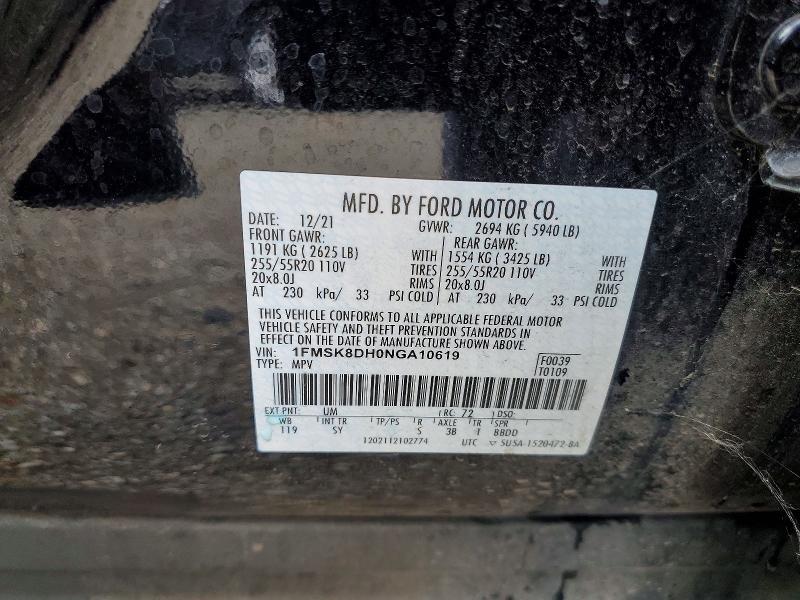 MFD. BY FORD MOTOR CO.
DATE: 12/21 GVWR: 2694 KG ( 5940 LB)
FRONT GAWR: REAR GAWR:
1191 KG ( 2625 LB) WITH 1554 KG ( 3425 LB) WITH
255/55R20 110V TIRES 255/55R20 110V TIRES
20x8.0J RIMS 20x8.0J RIMS
AT 230 kPa/ 33 PSI COLD AT 230 kPa/ 33 PSI COLD
THIS VEHICLE CONFORMS TO ALL APPLICABLE FEDERAL MOTOR
VEHICLE SAFETY AND THEFT PREVENTION STANDARDS IN
EFFECT ON THE DATE OF MANUFACTURE SHOWN ABOVE.
VIN: 1FMSK8DH0NGA10619 F0039
TYPE: MPV T0109
EXT PNT: UM RC: 72 DSO:
WB INT TR TP/PS R AXLE TR SPR
119 SY S 3B I BBDD
1202112102774 UTC ▽ 5U5A-1520472-BA